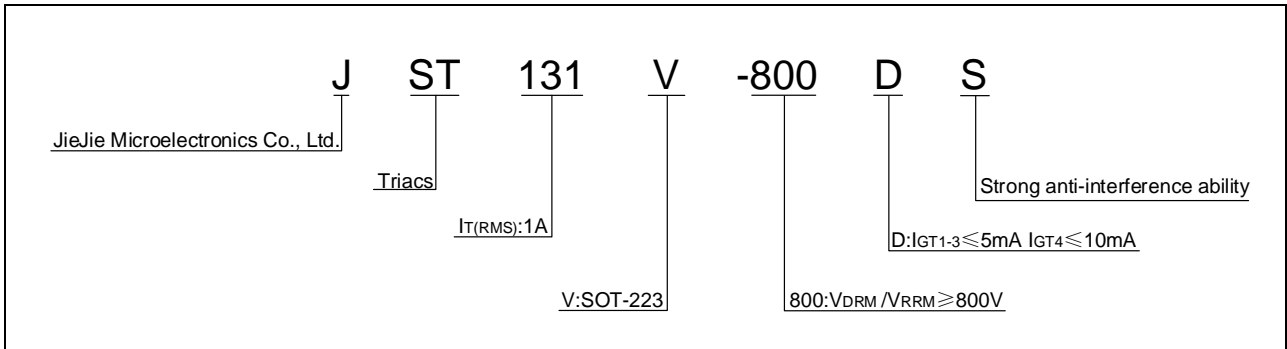 J ST 131 V -800 D S
JieJie Microelectronics Co., Ltd.
Triacs
Strong anti-interference ability
IT(RMS):1A
D:IGT1-3≤5mA IGT4≤10mA
V:SOT-223
800:VDRM /VRRM≥800V